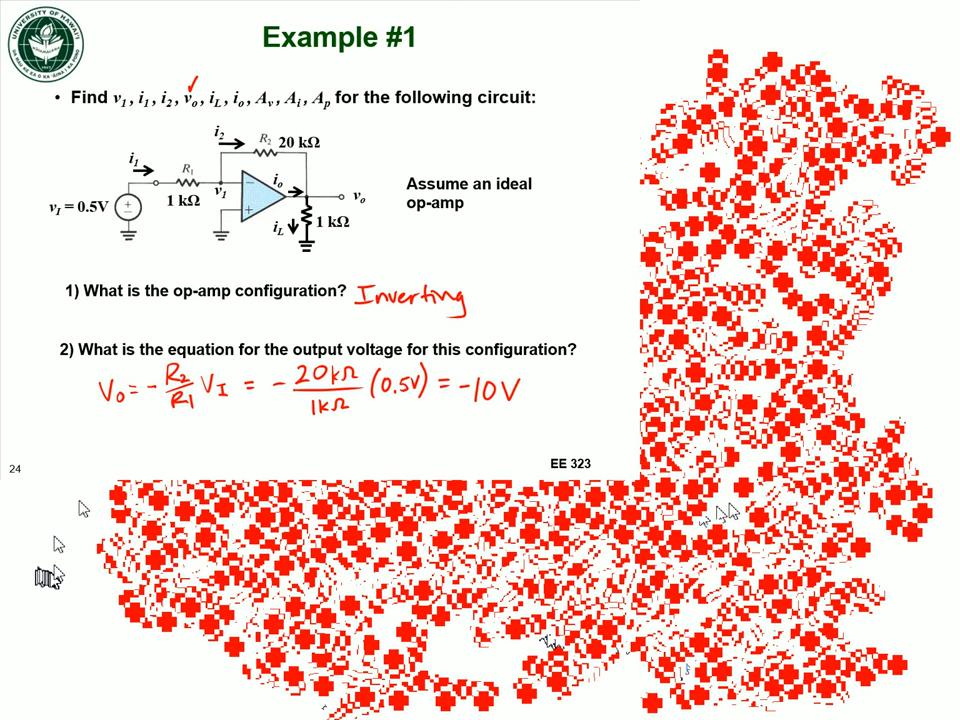 UNIVERSITY OF HAWAI'I
Example #1
• Find v1 , i1 , i2 , vo , iL , io , Av , Ai , Ap for the following circuit:
i2
R2 20 kΩ
i1
R1
v1
io
vo
vI = 0.5V
1 kΩ
iL
1 kΩ
Assume an ideal
op-amp
1) What is the op-amp configuration? Inverting
2) What is the equation for the output voltage for this configuration?
Vo = - R2/R1 VI = - 20kΩ/1kΩ (0.5V) = -10V
EE 323
24